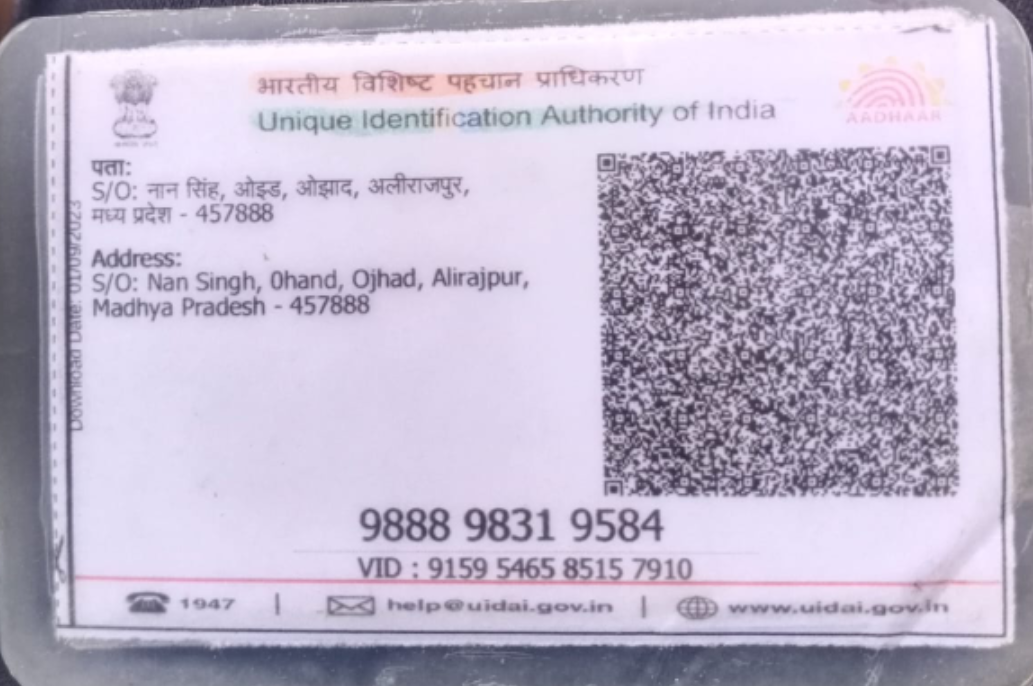 भारतीय विशिष्ट पहचान प्राधिकरण
Unique Identification Authority of India
AADHAAR
पता:
S/O: नान सिंह, ओझाद, अलीराजपुर,
मध्य प्रदेश - 457888
Address:
S/O: Nan Singh, 0hand, Ojhad, Alirajpur,
Madhya Pradesh - 457888
Download Date: 01/09/2023
9888 9831 9584
VID : 9159 5465 8515 7910
1947 | help@uidai.gov.in | www.uidai.gov.in